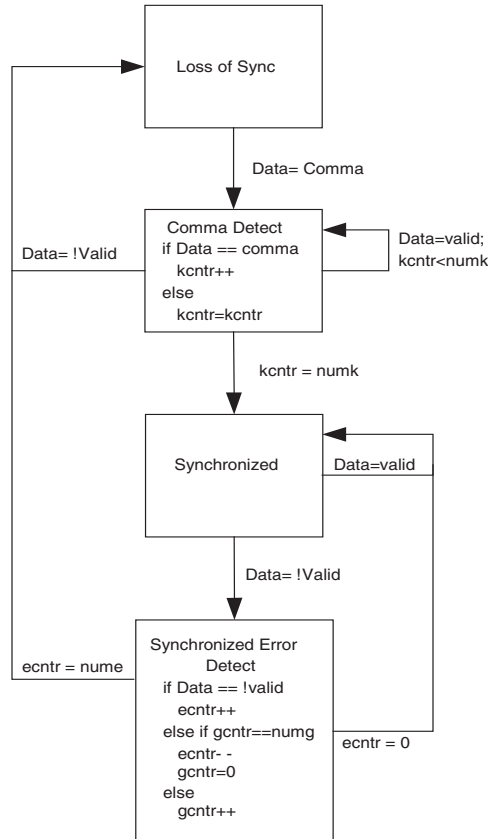 Loss of Sync
Data= Comma
Comma Detect
if Data == comma
kcntr++
else
kcntr=kcntr
Data=valid;
kcntr<numk
Data= !Valid
kcntr = numk
Synchronized
Data=valid
Data= !Valid
Synchronized Error
Detect
if Data == !valid
ecntr++
else if gcntr==numg
ecntr- -
gcntr=0
else
gcntr++
ecntr = nume
ecntr = 0